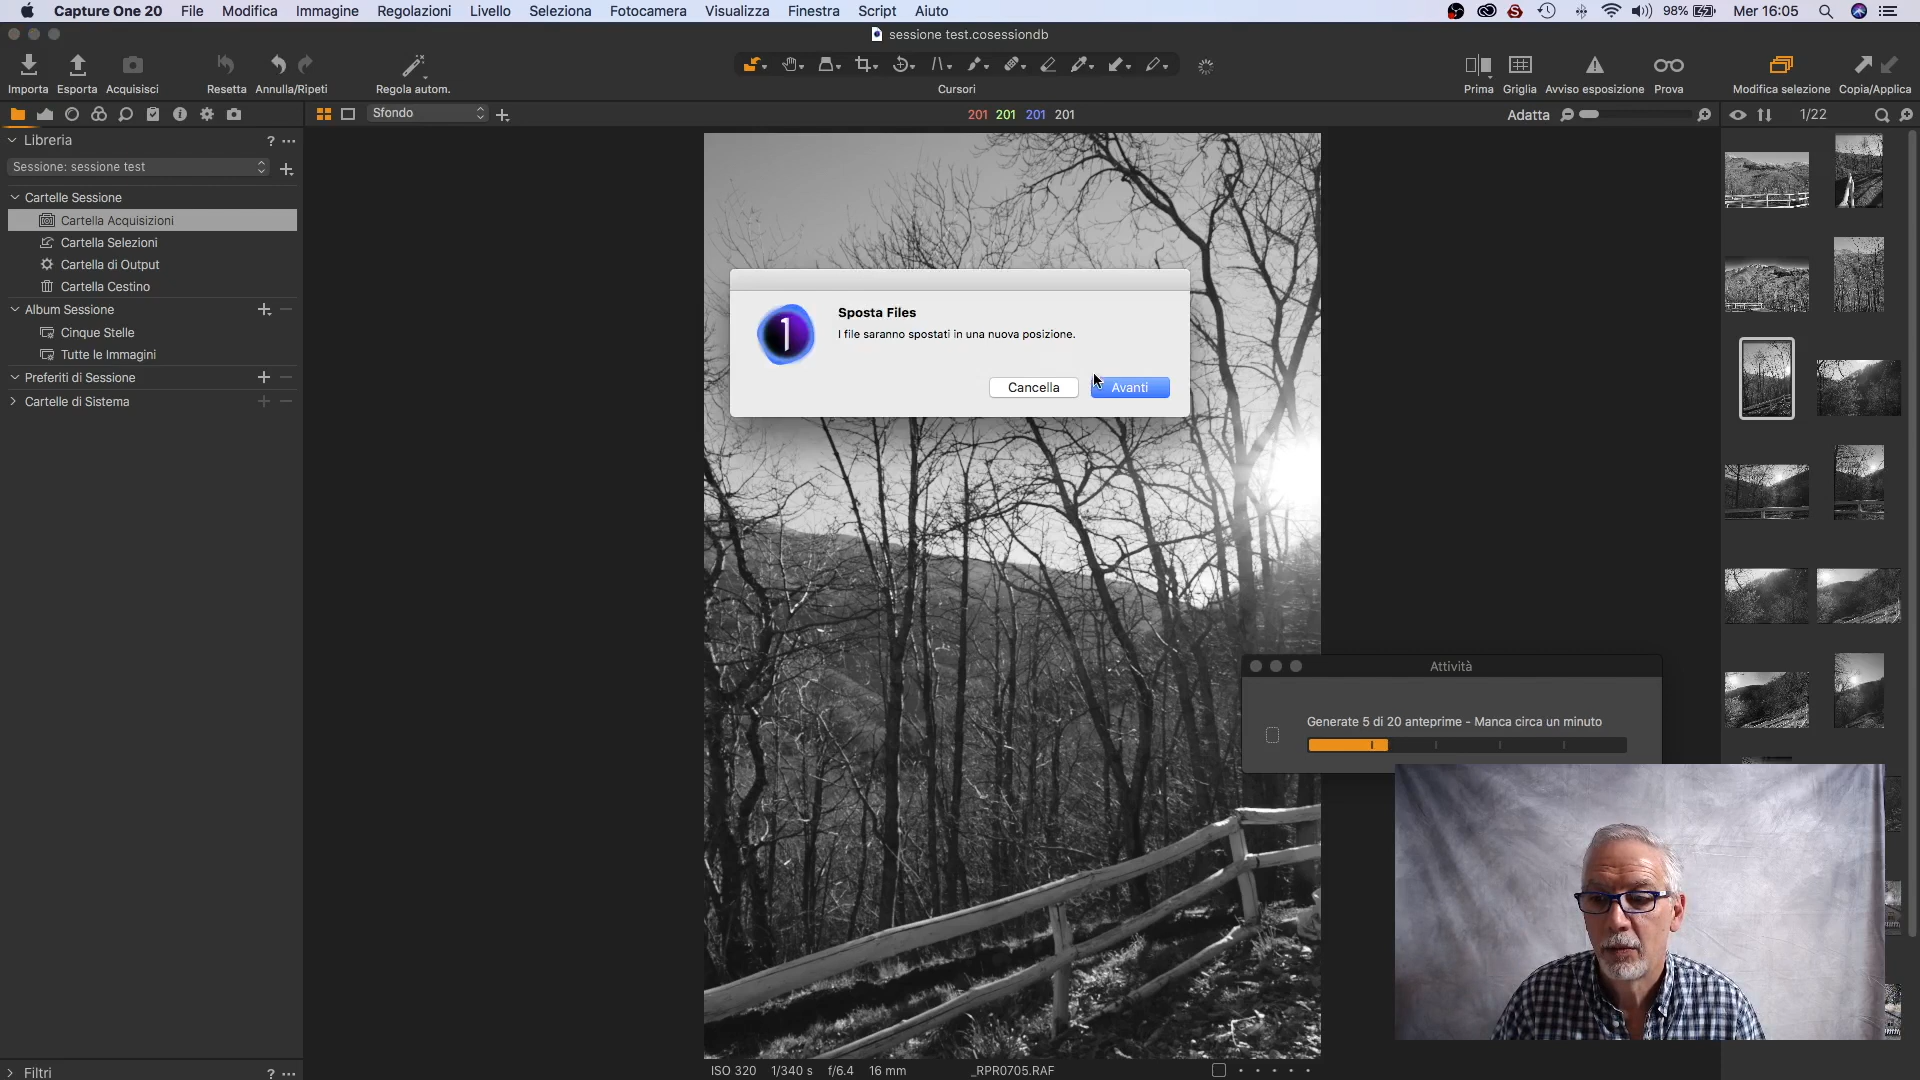 Capture One 20 File Modifica Immagine Regolazioni Livello Seleziona Fotocamera Visualizza Finestra Script Aiuto 98% Mer 16:05
sessione test.cosessiondb
Importa Esporta Acquisisci Resetta Annulla/Ripeti Regola autom. Cursori Prima Griglia Avviso esposizione Prova Modifica selezione Copia/Applica
Sfondo 201 201 201 201 Adatta 1/22
Libreria ?
Sessione: sessione test
Cartelle Sessione
Cartella Acquisizioni
Cartella Selezioni
Cartella di Output
Cartella Cestino
Album Sessione
Cinque Stelle
Tutte le Immagini
Preferiti di Sessione
Cartelle di Sistema
Sposta Files
I file saranno spostati in una nuova posizione.
Cancella Avanti
Attività
Generate 5 di 20 anteprime - Manca circa un minuto
Filtri ?
ISO 320 1/340 s f/6.4 16 mm _RPR0705.RAF